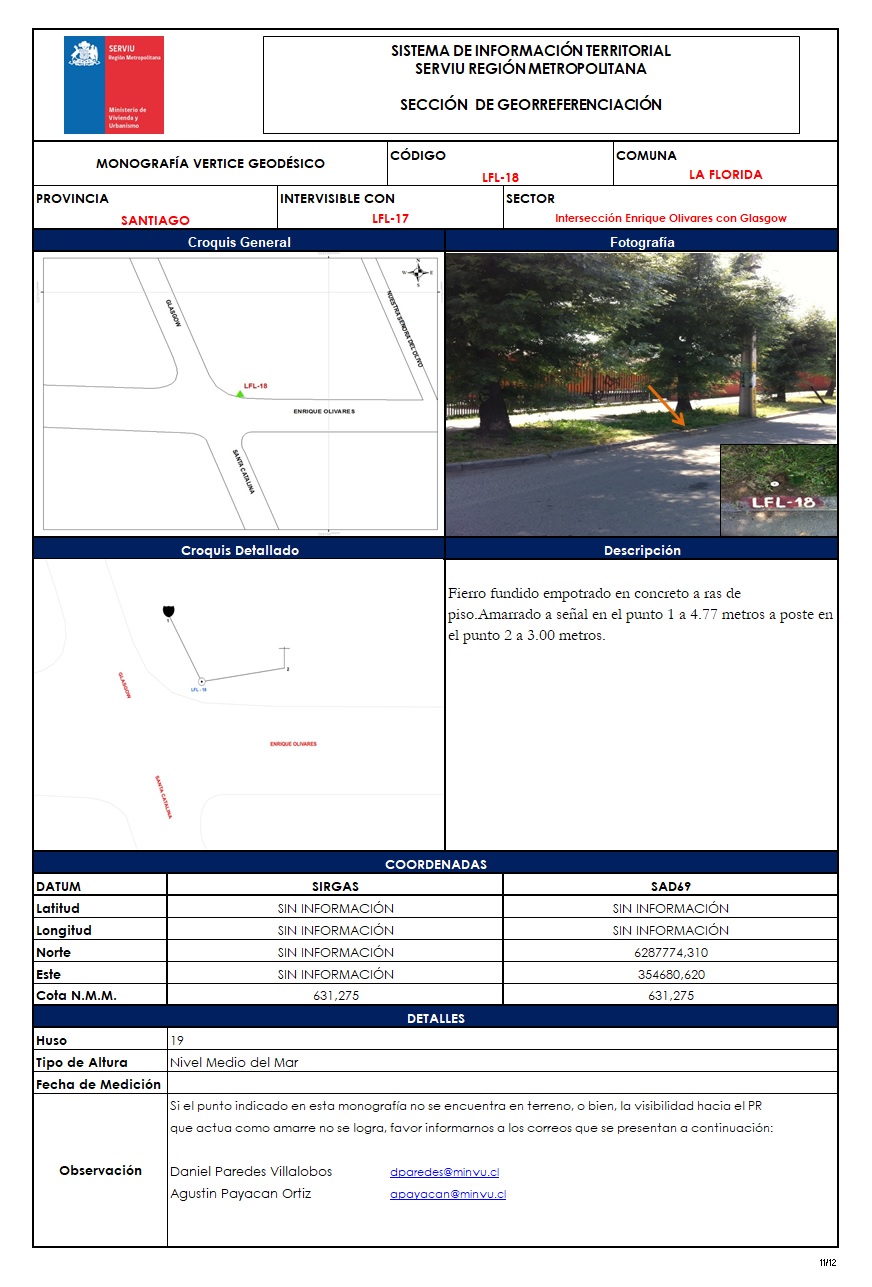 SERVIU
Región Metropolitana
Ministerio de
Vivienda y
Urbanismo
SISTEMA DE INFORMACIÓN TERRITORIAL
SERVIU REGIÓN METROPOLITANA
SECCIÓN DE GEORREFERENCIACIÓN
MONOGRAFÍA VERTICE GEODÉSICO
CÓDIGO
LFL-18
COMUNA
LA FLORIDA
PROVINCIA
SANTIAGO
INTERVISIBLE CON
LFL-17
SECTOR
Intersección Enrique Olivares con Glasgow
Croquis General
Fotografía
N
W E
S
GLASGOW
NUESTRA SEÑORA DEL OLIVO
LFL-18
ENRIQUE OLIVARES
SANTA CATALINA
LFL-18
Croquis Detallado
Descripción
1
2
LFL - 18
GLASGOW
ENRIQUE OLIVARES
SANTA CATALINA
Fierro fundido empotrado en concreto a ras de
piso.Amarrado a señal en el punto 1 a 4.77 metros a poste en
el punto 2 a 3.00 metros.
COORDENADAS
DATUM SIRGAS SAD69
Latitud SIN INFORMACIÓN SIN INFORMACIÓN
Longitud SIN INFORMACIÓN SIN INFORMACIÓN
Norte SIN INFORMACIÓN 6287774,310
Este SIN INFORMACIÓN 354680,620
Cota N.M.M. 631,275 631,275
DETALLES
Huso 19
Tipo de Altura Nivel Medio del Mar
Fecha de Medición
Observación
Si el punto indicado en esta monografía no se encuentra en terreno, o bien, la visibilidad hacia el PR
que actua como amarre no se logra, favor informarnos a los correos que se presentan a continuación:
Daniel Paredes Villalobos dparedes@minvu.cl
Agustin Payacan Ortiz apayacan@minvu.cl
11/12